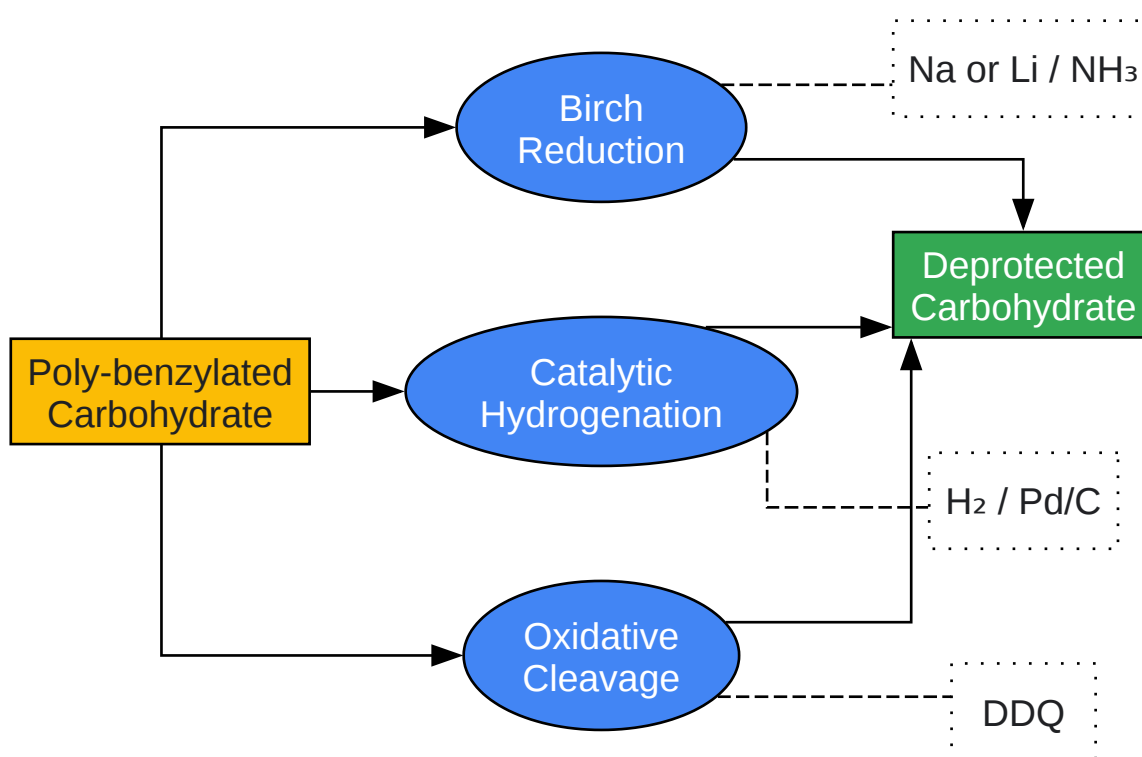 Na or Li / NH₃
Birch
Reduction
Deprotected
Carbohydrate
Poly-benzylated
Carbohydrate
Catalytic
Hydrogenation
H₂ / Pd/C
Oxidative
Cleavage
DDQ